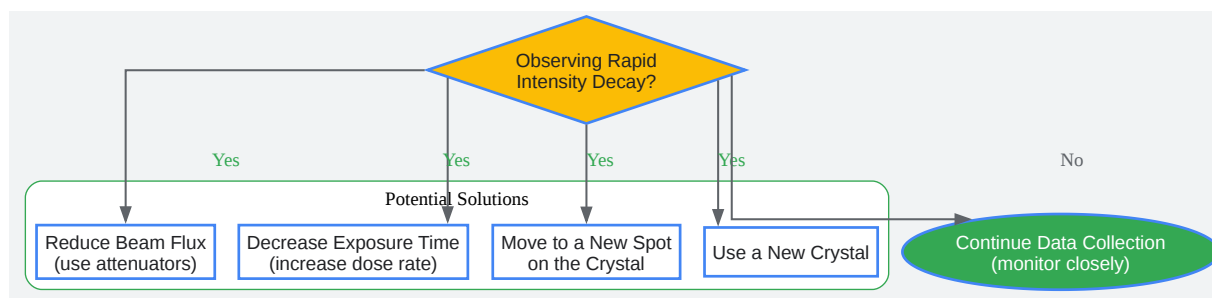 Observing Rapid
Intensity Decay?
Yes
Yes
Yes
Yes
No
Potential Solutions
Reduce Beam Flux
(use attenuators)
Decrease Exposure Time
(increase dose rate)
Move to a New Spot
on the Crystal
Use a New Crystal
Continue Data Collection
(monitor closely)